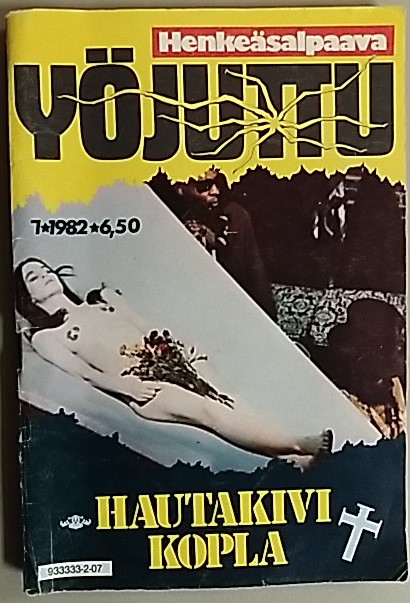 Henkeäsalpaava
YÖJUTTU
7★1982★6,50
HAUTAKIVI
KOPLA
933333-2-07